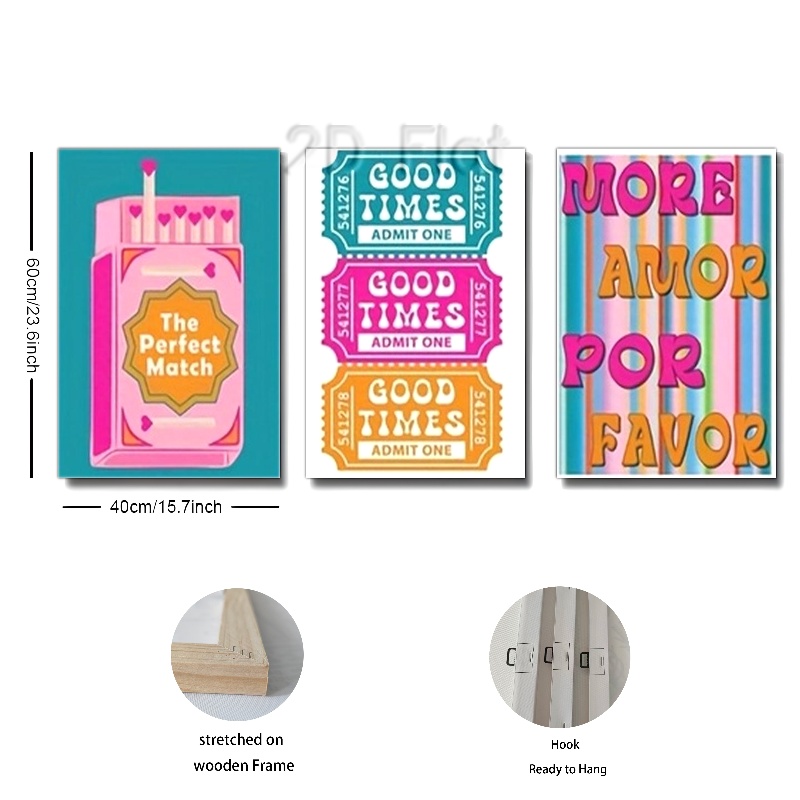 2D Flat
60cm/23.6inch
40cm/15.7inch
The
Perfect
Match
GOOD
TIMES
ADMIT ONE
541276
541276
GOOD
TIMES
ADMIT ONE
541277
541277
GOOD
TIMES
ADMIT ONE
541278
541278
MORE
AMOR
POR
FAVOR
stretched on
wooden Frame
Hook
Ready to Hang